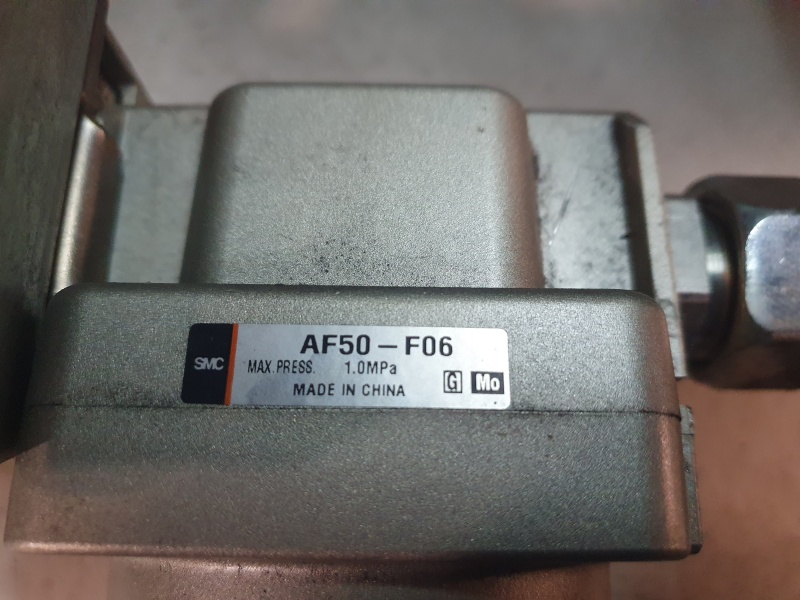 AF50-F06
SMC
MAX.PRESS. 1.0MPa
MADE IN CHINA
G Mo